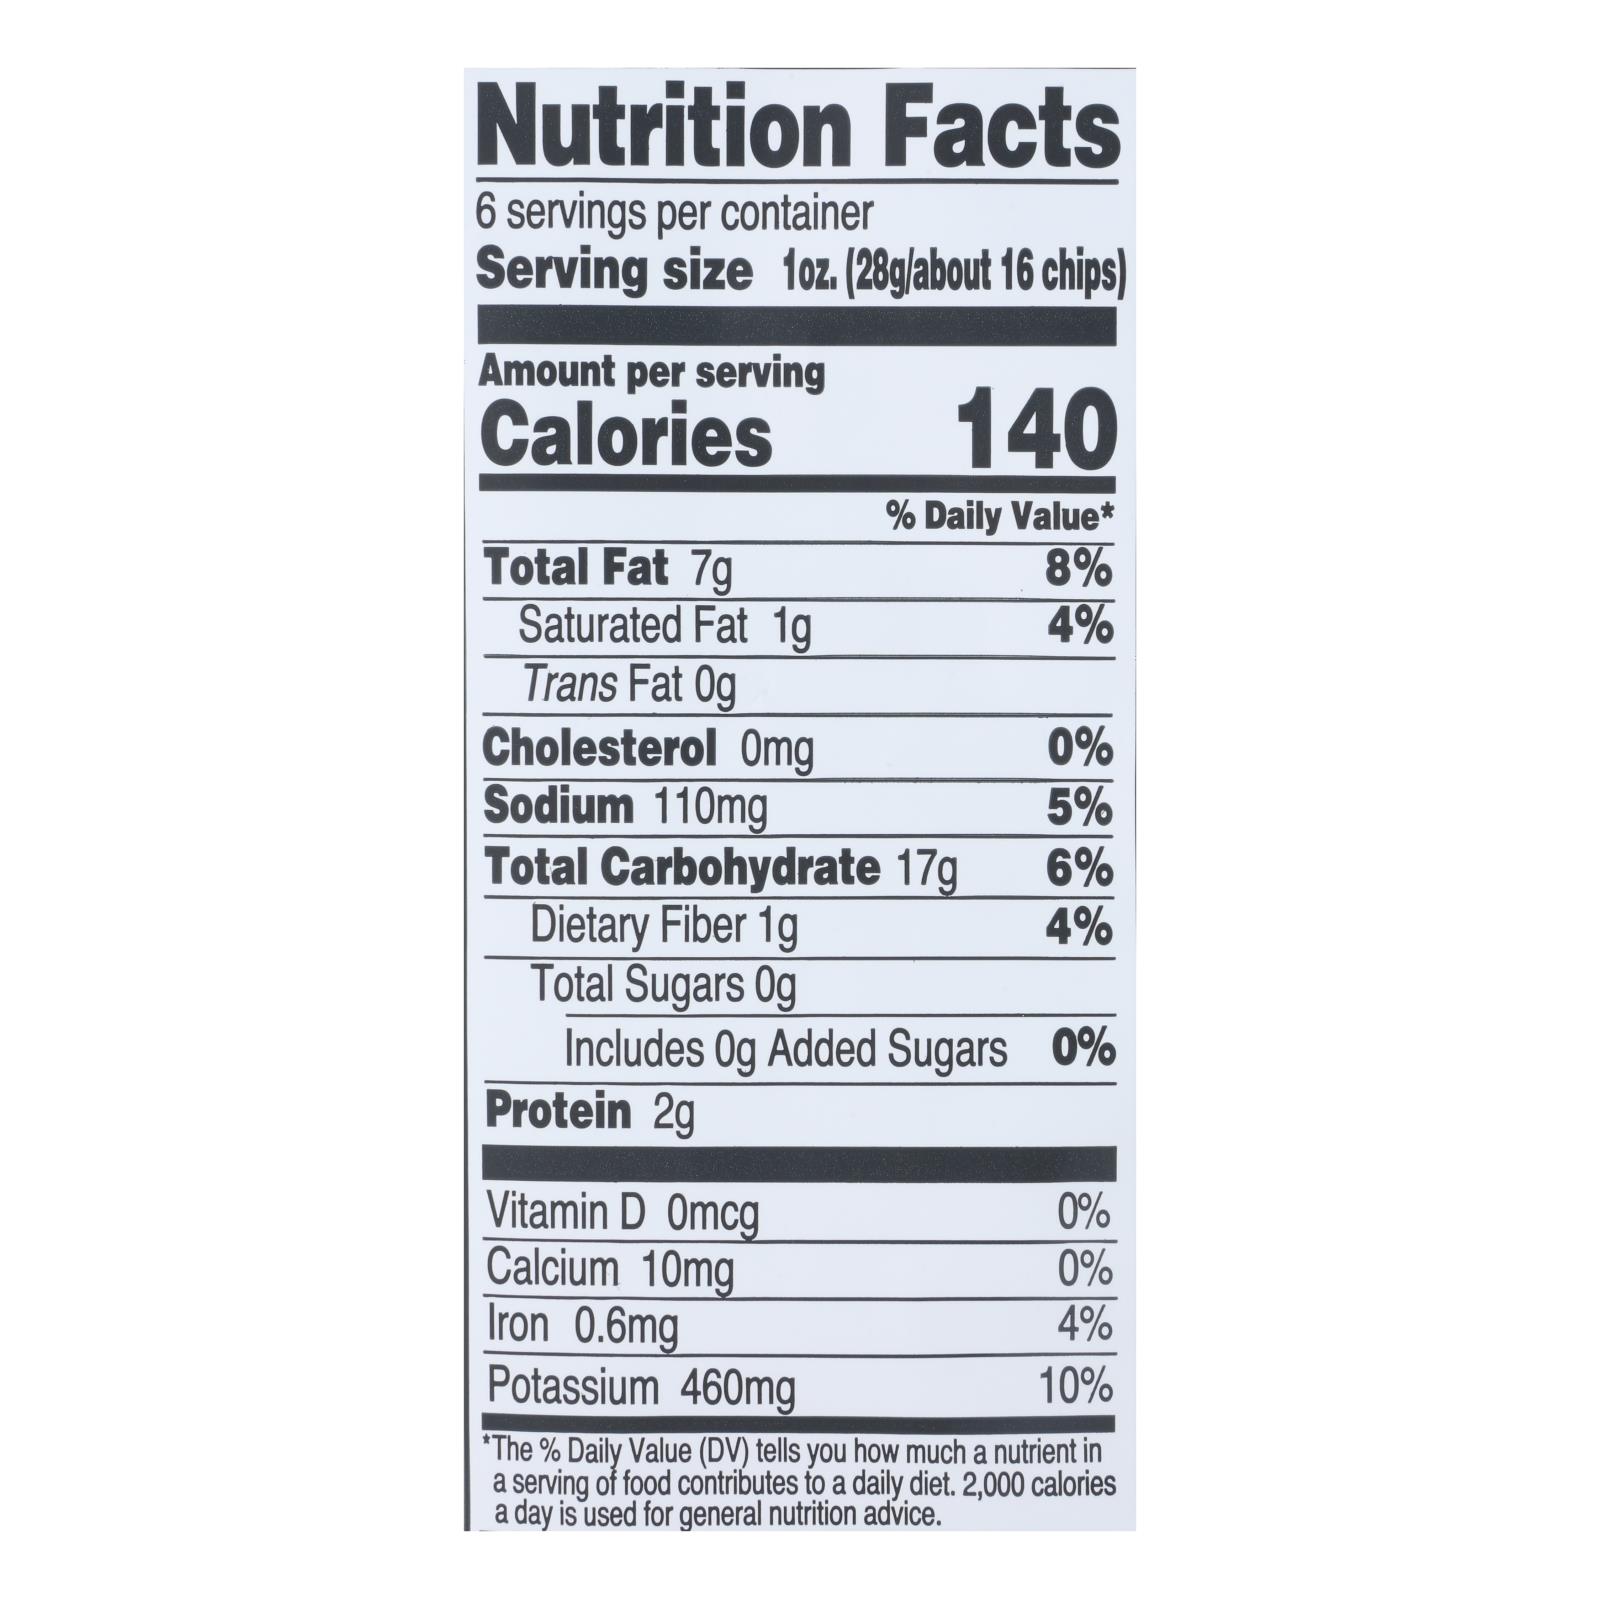 Nutrition Facts
6 servings per container
Serving size 1oz. (28g/about 16 chips)
Amount per serving
Calories 140
% Daily Value*
Total Fat 7g 8%
Saturated Fat 1g 4%
Trans Fat 0g
Cholesterol 0mg 0%
Sodium 110mg 5%
Total Carbohydrate 17g 6%
Dietary Fiber 1g 4%
Total Sugars 0g
Includes 0g Added Sugars 0%
Protein 2g
Vitamin D 0mcg 0%
Calcium 10mg 0%
Iron 0.6mg 4%
Potassium 460mg 10%
*The % Daily Value (DV) tells you how much a nutrient in
a serving of food contributes to a daily diet. 2,000 calories
a day is used for general nutrition advice.